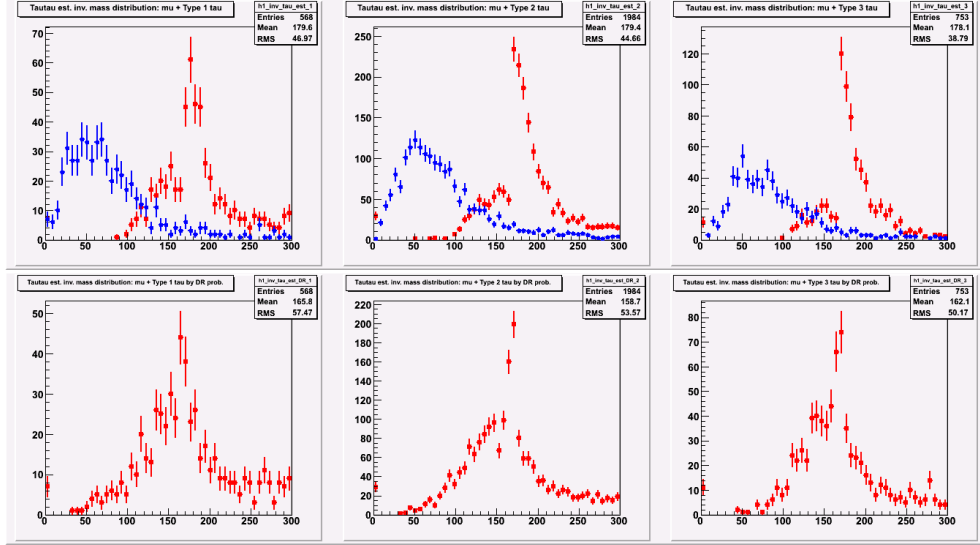 Tautau est. inv. mass distribution: mu + Type 1 tau
h1_inv_tau_est_1
Entries 568
Mean 179.6
RMS 46.97
70
60
50
40
30
20
10
0
0 50 100 150 200 250 300
Tautau est. inv. mass distribution: mu + Type 2 tau
h1_inv_tau_est_2
Entries 1984
Mean 179.4
RMS 44.66
250
200
150
100
50
0
0 50 100 150 200 250 300
Tautau est. inv. mass distribution: mu + Type 3 tau
h1_inv_tau_est_3
Entries 753
Mean 178.1
RMS 38.79
120
100
80
60
40
20
0
0 50 100 150 200 250 300
Tautau est. inv. mass distribution: mu + Type 1 tau by DR prob.
h1_inv_tau_est_DR_1
Entries 568
Mean 165.8
RMS 57.47
50
40
30
20
10
0
0 50 100 150 200 250 300
Tautau est. inv. mass distribution: mu + Type 2 tau by DR prob.
h1_inv_tau_est_DR_2
Entries 1984
Mean 158.7
RMS 53.57
220
200
180
160
140
120
100
80
60
40
20
0
0 50 100 150 200 250 300
Tautau est. inv. mass distribution: mu + Type 3 tau by DR prob.
h1_inv_tau_est_DR_3
Entries 753
Mean 162.1
RMS 50.17
80
70
60
50
40
30
20
10
0
0 50 100 150 200 250 300